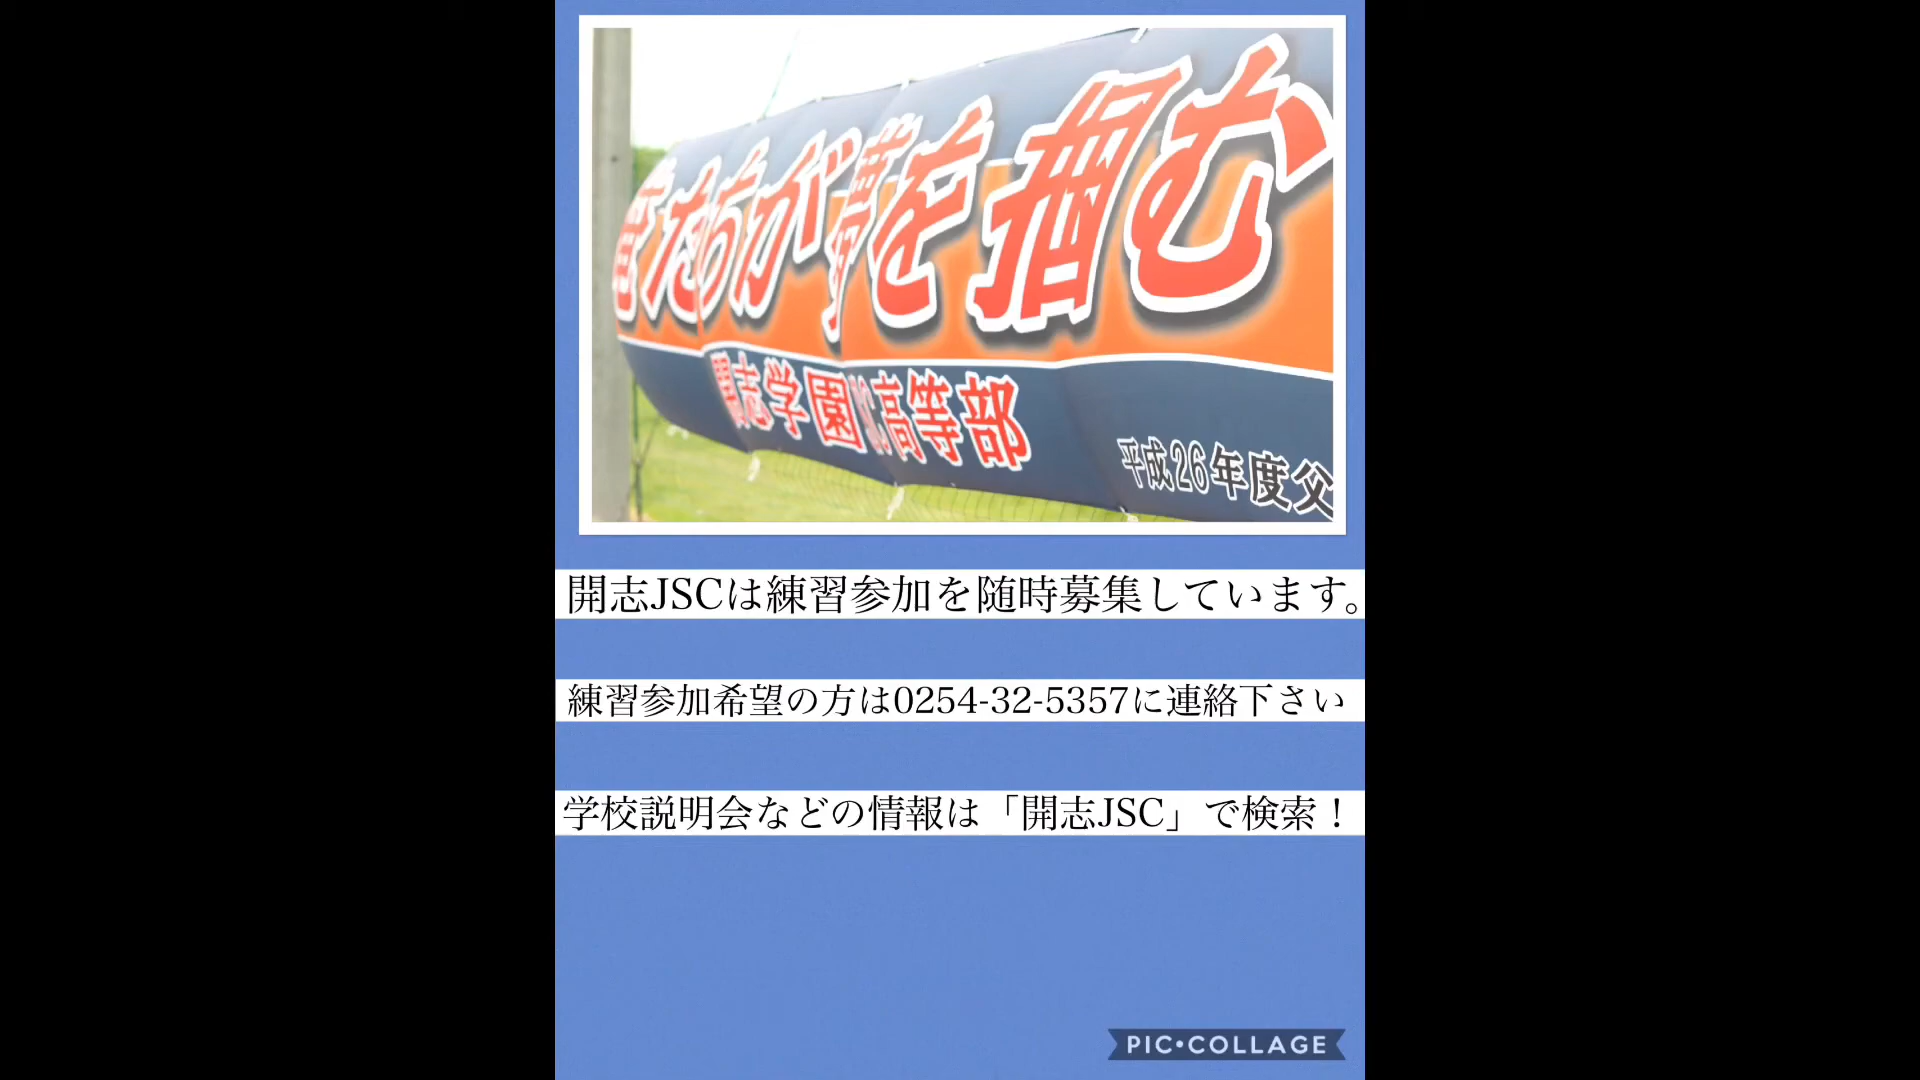 たちが夢を掴む
開志学園JSC高等部
平成26年度父
開志JSCは練習参加を随時募集しています。
練習参加希望の方は0254-32-5357に連絡下さい
学校説明会などの情報は「開志JSC」で検索！
PIC•COLLAGE